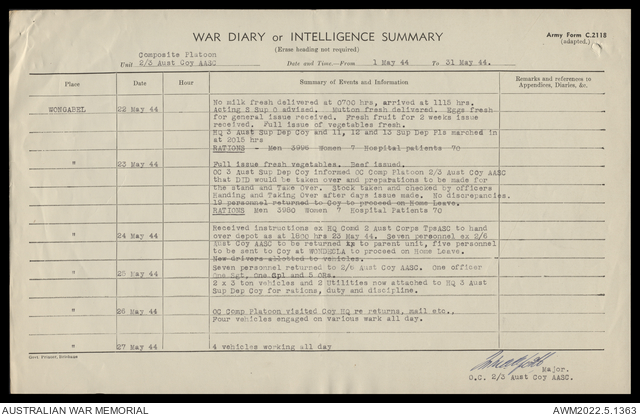 WAR DIARY or INTELLIGENCE SUMMARY
Army Form C.2118
(adapted.)
(Erase heading not required)
Composite Platoon
Unit 2/3 Aust Coy AASC
Date and Time.—From 1 May 44 To 31 May 44.
Place
Date
Hour
Summary of Events and Information
Remarks and references to
Appendices, Diaries, &c.
WONGABEL
22 May 44
No milk fresh delivered at 0700 hrs, arrived at 1115 hrs.
Acting S Sup O advised. Mutton fresh delivered. Eggs fresh
for general issue received. Fresh fruit for 2 weeks issue
received. Full issue of vegetables fresh.
HQ 3 Aust Sup Dep Coy and 11, 12 and 13 Sup Dep Pls marched in
at 2015 hrs
RATIONS - Men 3996 Women 7 Hospital patients 70
"
23 May 44
Full issue fresh vegetables. Beef issued.
OC 3 Aust Sup Dep Coy informed OC Comp Platoon 2/3 Aust Coy AASC
that DID would be taken over and preparations to be made for
the stand and Take Over. Stock taken and checked by officers
Handing and Taking Over after days issue made. No discrepancies.
19 personnel returned to Coy to proceed on Home Leave.
RATIONS Men 3980 Women 7 Hospital Patients 70
"
24 May 44
Received instructions ex HQ Comd 2 Aust Corps TpsAASC to hand
over depot as at 1800 hrs 23 May 44. Seven personnel ex 2/6
Aust Coy AASC to be returned to parent unit, five personnel
to be sent to Coy at WONDECLA to proceed on Home Leave.
New drivers allotted to vehicles.
"
25 May 44
Seven personnel returned to 2/6 Aust Coy AASC. One officer
One Sgt, One Cpl and 5 ORs.
2 x 3 ton vehicles and 2 Utilities now attached to HQ 3 Aust
Sup Dep Coy for rations, duty and discipline.
"
26 May 44
OC Comp Platoon visited Coy HQ re returns, mail etc.,
Four vehicles engaged on various work all day.
"
27 May 44
4 vehicles working all day
Govt Printer, Brisbane
Major.
O.C. 2/3 Aust Coy AASC.
AUSTRALIAN WAR MEMORIAL
AWM2022.5.1363